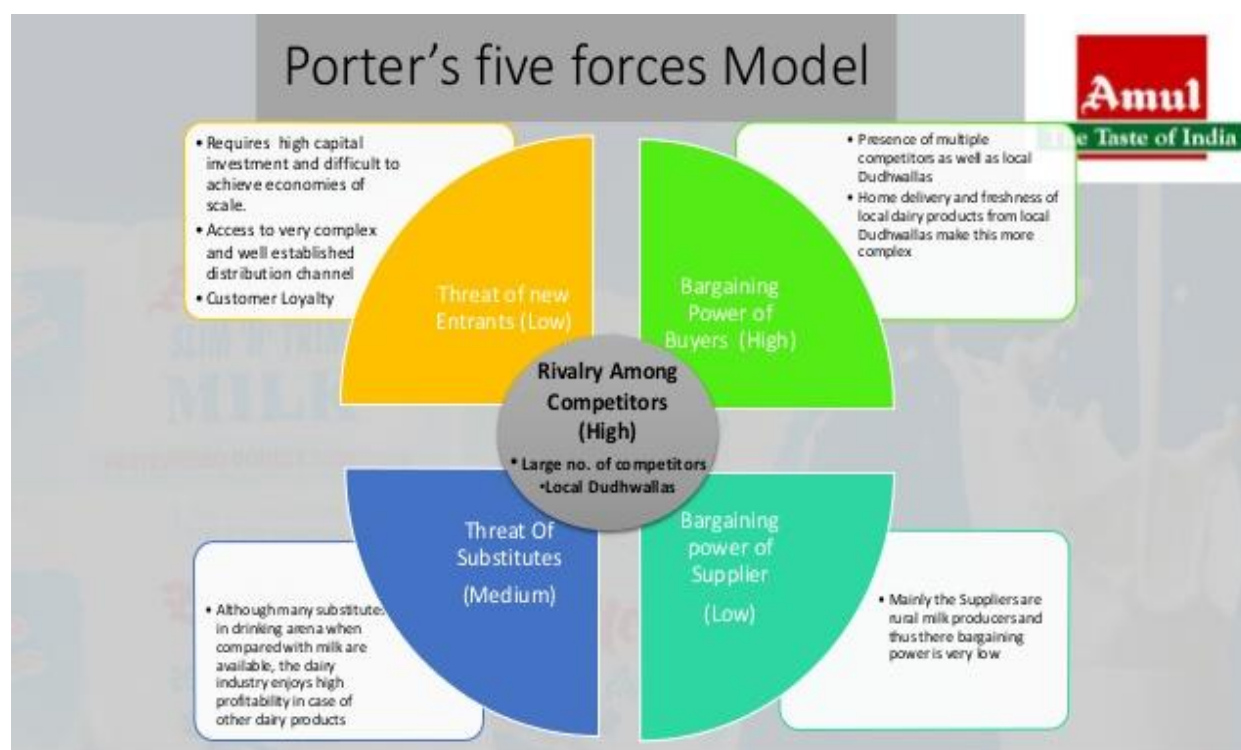 Porter's five forces Model
Amul
The Taste of India
• Requires high capital
investment and difficult to
achieve economies of
scale.
• Access to very complex
and well established
distribution channel
• Customer Loyalty
Threat of new
Entrants (Low)
• Presence of multiple
competitors as well as local
Dudhwallas
• Home delivery and freshness of
local dairy products from local
Dudhwallas make this more
complex
Bargaining
Power of
Buyers (High)
Rivalry Among
Competitors
(High)
• Large no. of competitors
•Local Dudhwallas
Threat Of
Substitutes
(Medium)
• Although many substitutes
in drinking arena when
compared with milk are
available, the dairy
industry enjoys high
profitability in case of
other dairy products
Bargaining
power of
Supplier
(Low)
• Mainly the Suppliers are
rural milk producers and
thus there bargaining
power is very low
MILK